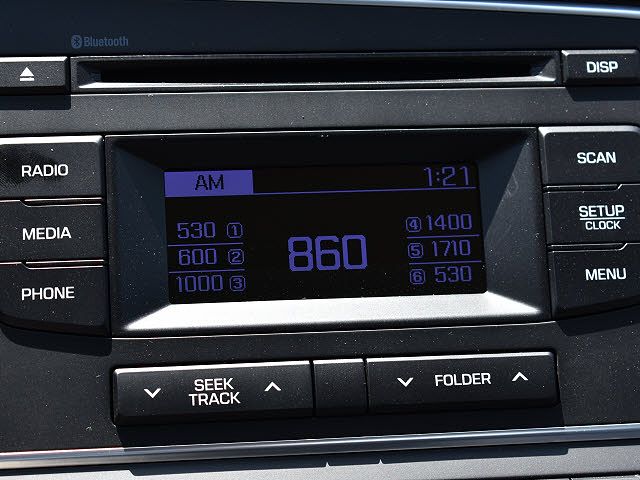 Bluetooth
DISP
RADIO
MEDIA
PHONE
AM 1:21
530 1
600 2
1000 3
860
4 1400
5 1710
6 530
SCAN
SETUP
CLOCK
MENU
SEEK
TRACK
FOLDER